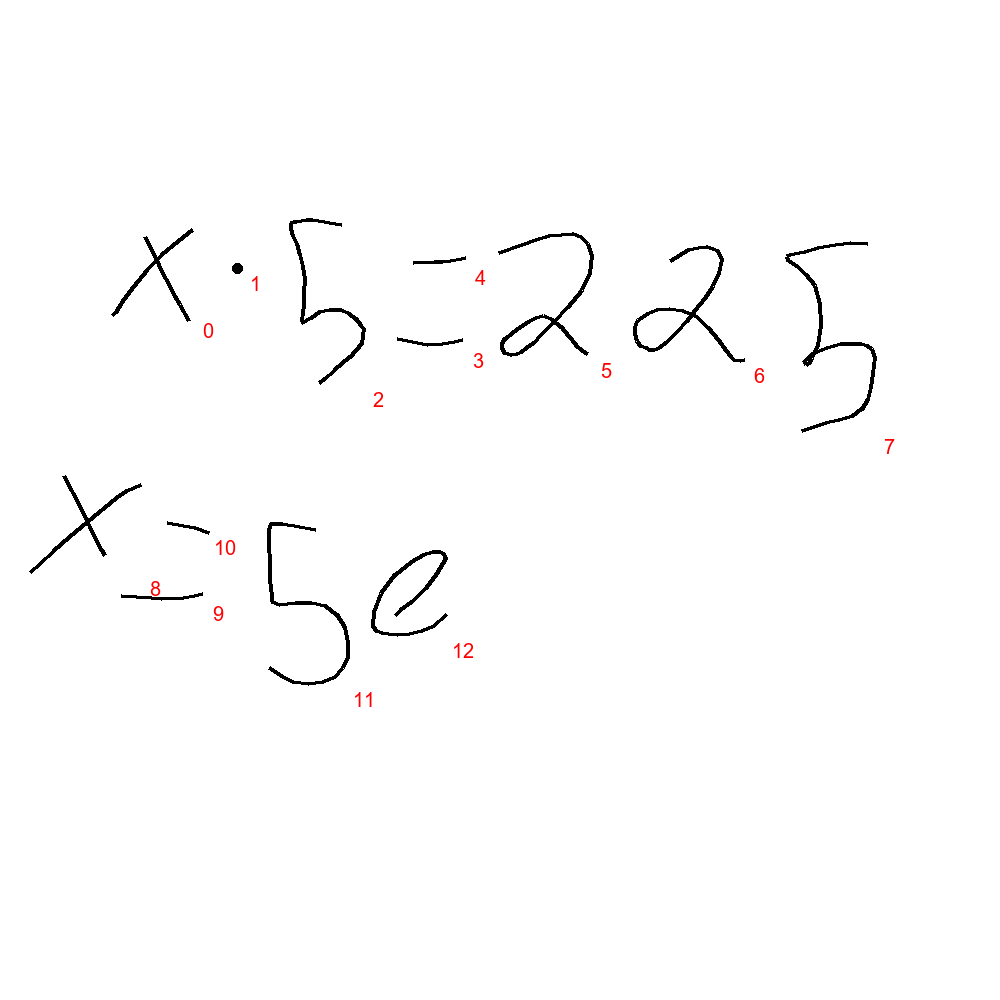 x · 5 = 225
x = 5e